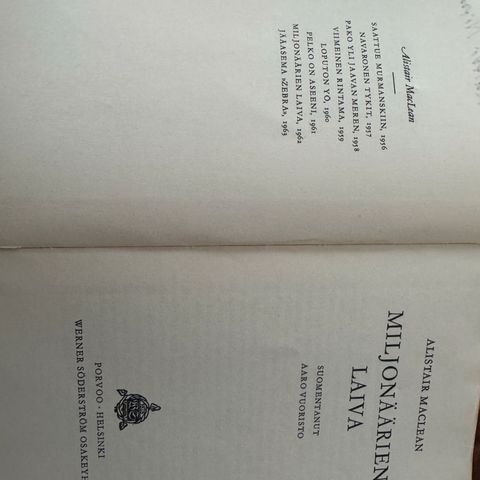 Alistair MacLean
SAATTUE MURMANSKIIN, 1956
NAVARONEN TYKIT, 1957
PAKO YLI JAAVAN MEREN, 1958
VIIMEINEN RINTAMA, 1959
LOPUTON YÖ, 1960
PELKO ON ASEENI, 1961
MILJONÄÄRIEN LAIVA, 1962
JÄÄASEMA »ZEBRA», 1963
ALISTAIR MACLEAN
MILJONÄÄRIEN
LAIVA
SUOMENTANUT
AARO VUORISTO
PORVOO · HELSINKI
WERNER SÖDERSTRÖM OSAKEYH